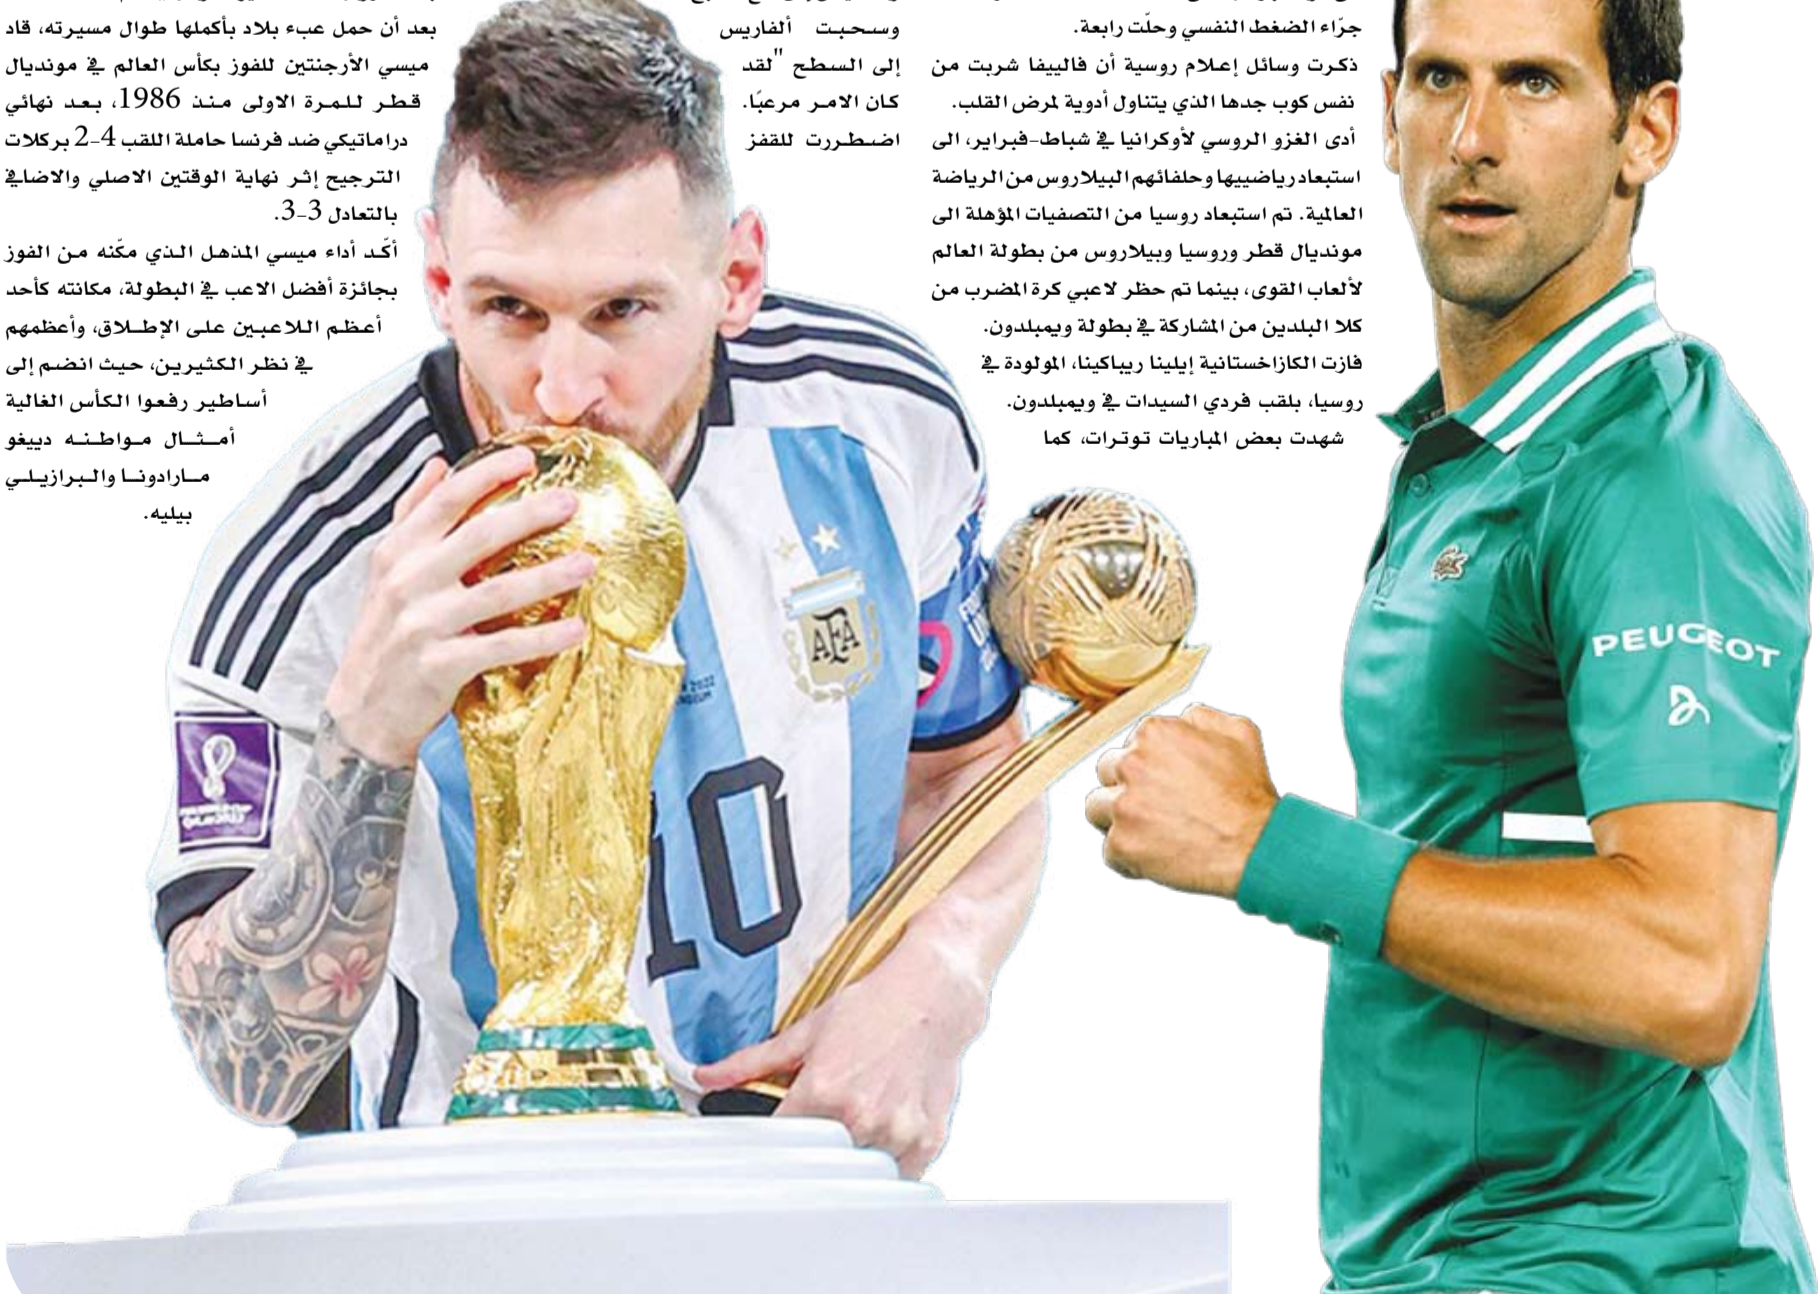 جرّاء الضغط النفسي وحلّت رابعة.
ذكرت وسائل إعلام روسية أن فالييفا شربت من
نفس كوب جدها الذي يتناول أدوية لمرض القلب.
أدى الغزو الروسي لأوكرانيا في شباط-فبراير، الى
استبعاد رياضييها وحلفائهم البيلاروس من الرياضة
العالمية. تم استبعاد روسيا من التصفيات المؤهلة الى
مونديال قطر وروسيا وبيلاروس من بطولة العالم
لألعاب القوى، بينما تم حظر لاعبي كرة المضرب من
كلا البلدين من المشاركة في بطولة ويمبلدون.
فازت الكازاخستانية إيلينا ريباكينا، المولودة في
روسيا، بلقب فردي السيدات في ويمبلدون.
شهدت بعض المباريات توترات، كما
وسحبت ألفاريس
إلى السطح "لقد
كان الامر مرعبًا.
اضطررت للقفز
بعد أن حمل عبء بلاد بأكملها طوال مسيرته، قاد
ميسي الأرجنتين للفوز بكأس العالم في مونديال
قطر للمرة الاولى منذ 1986، بعد نهائي
دراماتيكي ضد فرنسا حاملة اللقب 4-2 بركلات
الترجيح إثر نهاية الوقتين الاصلي والاضافي
بالتعادل 3-3.
أكّد أداء ميسي المذهل الذي مكّنه من الفوز
بجائزة أفضل الاعب في البطولة، مكانته كأحد
أعظم اللاعبين على الإطلاق، وأعظمهم
في نظر الكثيرين، حيث انضم إلى
أساطير رفعوا الكأس الغالية
أمثال مواطنه دييغو
مارادونا والبرازيلي
بيليه.
AFA
2022
10
PEUGEOT